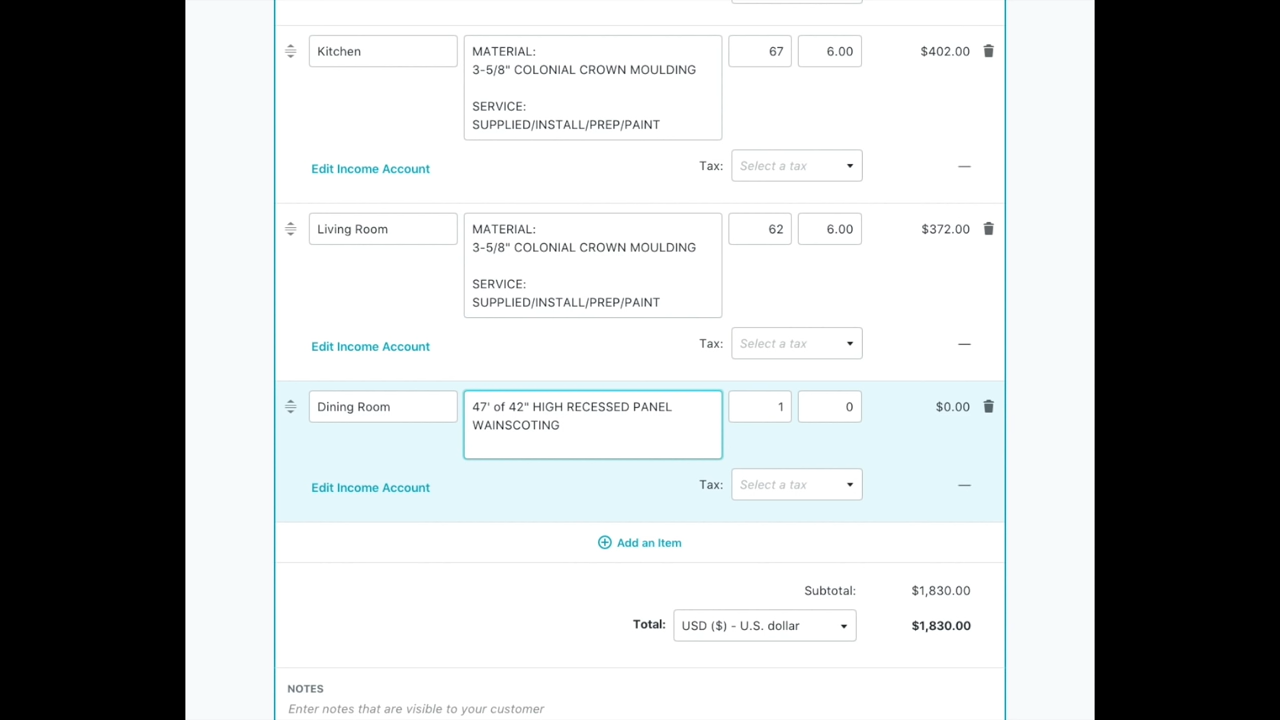 Kitchen
MATERIAL:
3-5/8" COLONIAL CROWN MOULDING
SERVICE:
SUPPLIED/INSTALL/PREP/PAINT
67
6.00
$402.00
Edit Income Account
Tax:
Select a tax
—
Living Room
MATERIAL:
3-5/8" COLONIAL CROWN MOULDING
SERVICE:
SUPPLIED/INSTALL/PREP/PAINT
62
6.00
$372.00
Edit Income Account
Tax:
Select a tax
—
Dining Room
47' of 42" HIGH RECESSED PANEL
WAINSCOTING
1
0
$0.00
Edit Income Account
Tax:
Select a tax
—
Add an Item
Subtotal:
$1,830.00
Total:
USD ($) - U.S. dollar
$1,830.00
NOTES
Enter notes that are visible to your customer